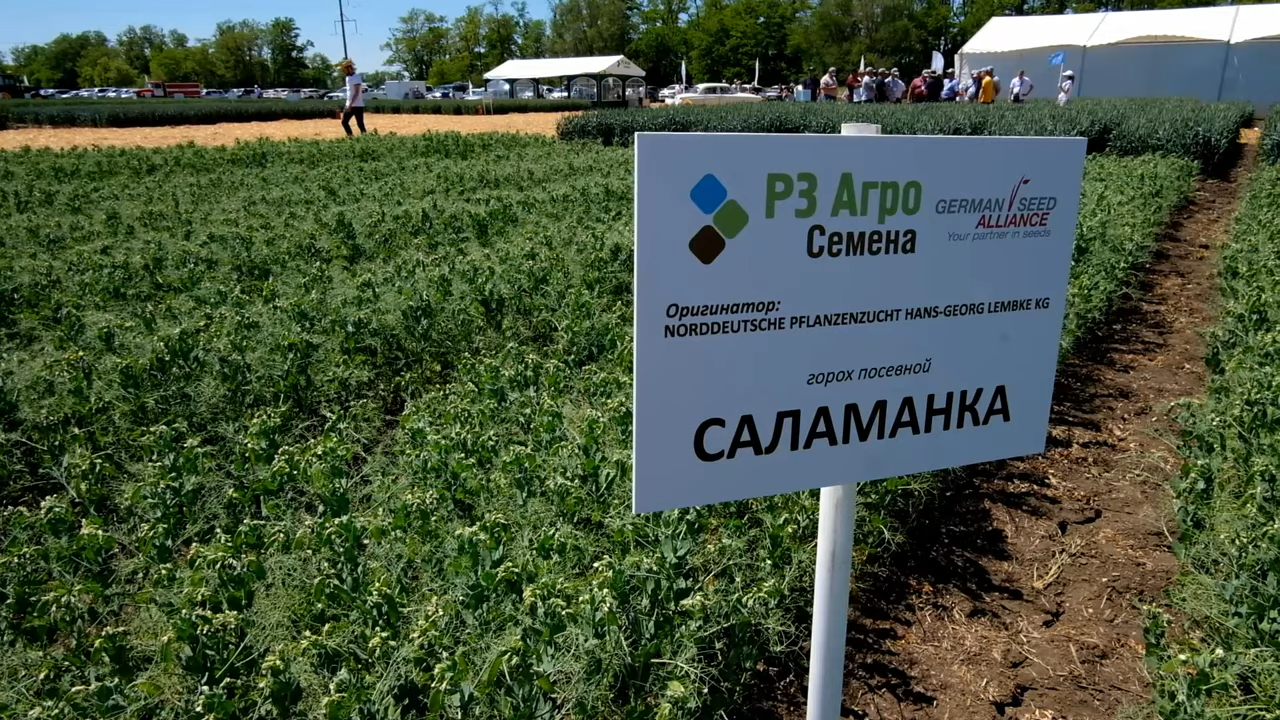 РЗ Агро
Семена
GERMAN SEED
ALLIANCE
Your partner in seeds
Оригинатор:
NORDDEUTSCHE PFLANZENZUCHT HANS-GEORG LEMBKE KG
горох посевной
САЛАМАНКА